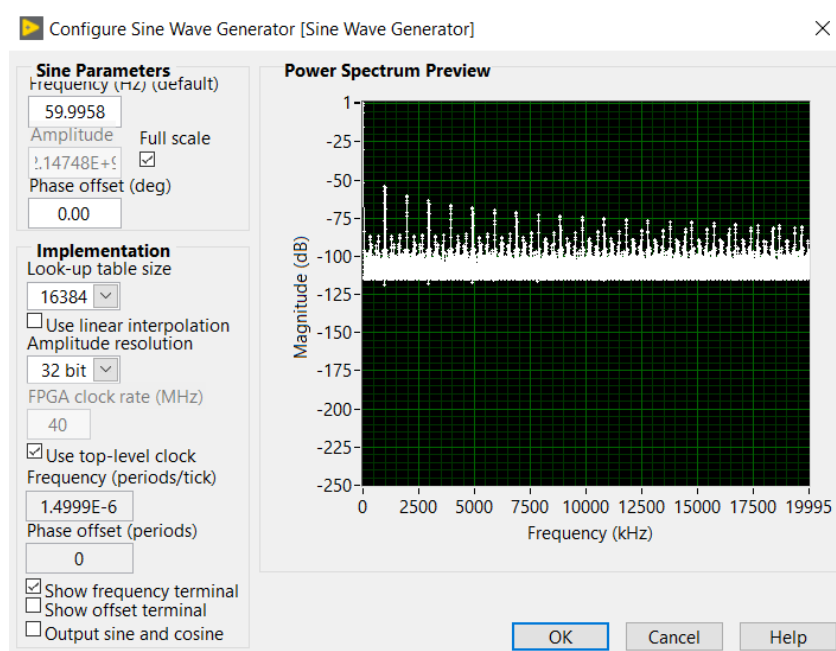 Configure Sine Wave Generator [Sine Wave Generator]
Sine Parameters
Frequency (Hz) (default)
59.9958
Amplitude
Full scale
2.14748E+9
Phase offset (deg)
0.00
Implementation
Look-up table size
16384
Use linear interpolation
Amplitude resolution
32 bit
FPGA clock rate (MHz)
40
Use top-level clock
Frequency (periods/tick)
1.4999E-6
Phase offset (periods)
0
Show frequency terminal
Show offset terminal
Output sine and cosine
Power Spectrum Preview
Magnitude (dB)
1
-25
-50
-75
-100
-125
-150
-175
-200
-225
-250
0 2500 5000 7500 10000 12500 15000 17500 19995
Frequency (kHz)
OK Cancel Help